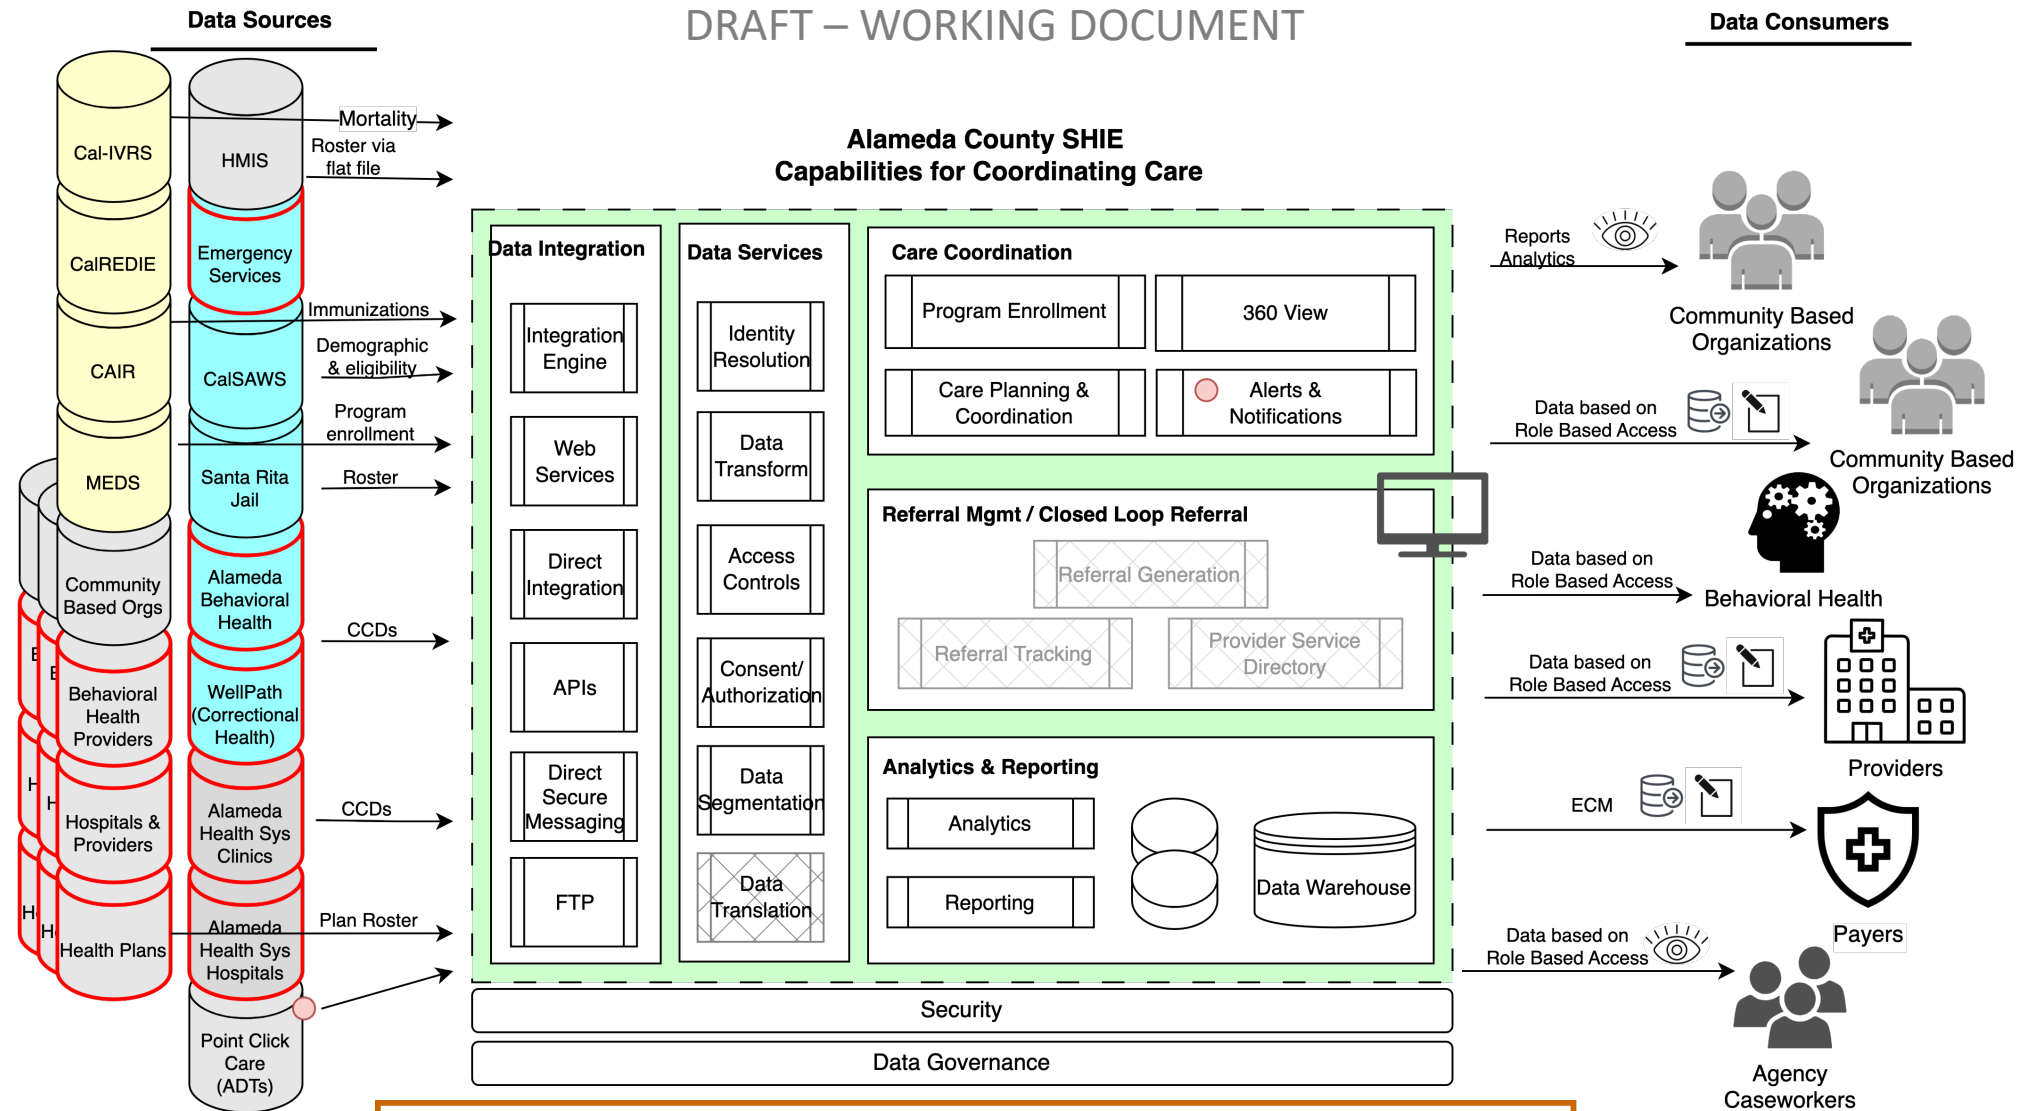 Data Sources
DRAFT – WORKING DOCUMENT
Data Consumers
Cal-IVRS
CalREDIE
CAIR
MEDS
Community
Based Orgs
Behavioral
Health
Providers
Hospitals &
Providers
Health Plans
E
E
H
H
H
H
HMIS
Emergency
Services
CalSAWS
Santa Rita
Jail
Alameda
Behavioral
Health
WellPath
(Correctional
Health)
Alameda
Health Sys
Clinics
Alameda
Health Sys
Hospitals
Point Click
Care
(ADTs)
Mortality
Roster via
flat file
Immunizations
Demographic
& eligibility
Program
enrollment
Roster
CCDs
CCDs
Plan Roster
Alameda County SHIE
Capabilities for Coordinating Care
Data Integration
Integration
Engine
Web
Services
Direct
Integration
APIs
Direct
Secure
Messaging
FTP
Data Services
Identity
Resolution
Data
Transform
Access
Controls
Consent/
Authorization
Data
Segmentation
Data
Translation
Care Coordination
Program Enrollment
360 View
Care Planning &
Coordination
Alerts &
Notifications
Referral Mgmt / Closed Loop Referral
Referral Generation
Referral Tracking
Provider Service
Directory
Analytics & Reporting
Analytics
Reporting
Data Warehouse
Security
Data Governance
Reports
Analytics
Community Based
Organizations
Data based on
Role Based Access
Community Based
Organizations
Data based on
Role Based Access
Behavioral Health
Data based on
Role Based Access
Providers
ECM
Payers
Data based on
Role Based Access
Agency
Caseworkers